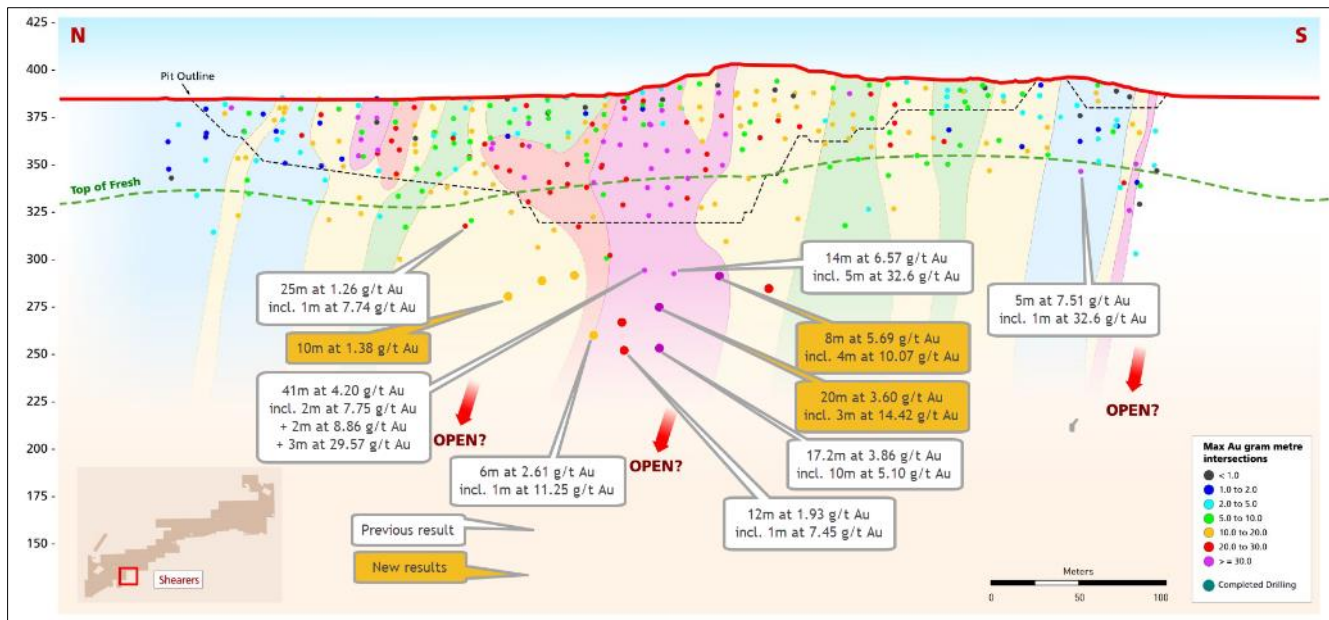 425 -
N
S
Pit Outline
400 -
375 -
350 -
Top of Fresh
325 -
300 -
275 -
250 -
225 -
200 -
175 -
150 -
25m at 1.26 g/t Au
incl. 1m at 7.74 g/t Au
10m at 1.38 g/t Au
41m at 4.20 g/t Au
incl. 2m at 7.75 g/t Au
+ 2m at 8.86 g/t Au
+ 3m at 29.57 g/t Au
OPEN?
6m at 2.61 g/t Au
incl. 1m at 11.25 g/t Au
OPEN?
14m at 6.57 g/t Au
incl. 5m at 32.6 g/t Au
8m at 5.69 g/t Au
incl. 4m at 10.07 g/t Au
20m at 3.60 g/t Au
incl. 3m at 14.42 g/t Au
17.2m at 3.86 g/t Au
incl. 10m at 5.10 g/t Au
12m at 1.93 g/t Au
incl. 1m at 7.45 g/t Au
5m at 7.51 g/t Au
incl. 1m at 32.6 g/t Au
OPEN?
Previous result
New results
Shearers
Meters
0 50 100
Max Au gram metre
intersections
< 1.0
1.0 to 2.0
2.0 to 5.0
5.0 to 10.0
10.0 to 20.0
20.0 to 30.0
> = 30.0
Completed Drilling